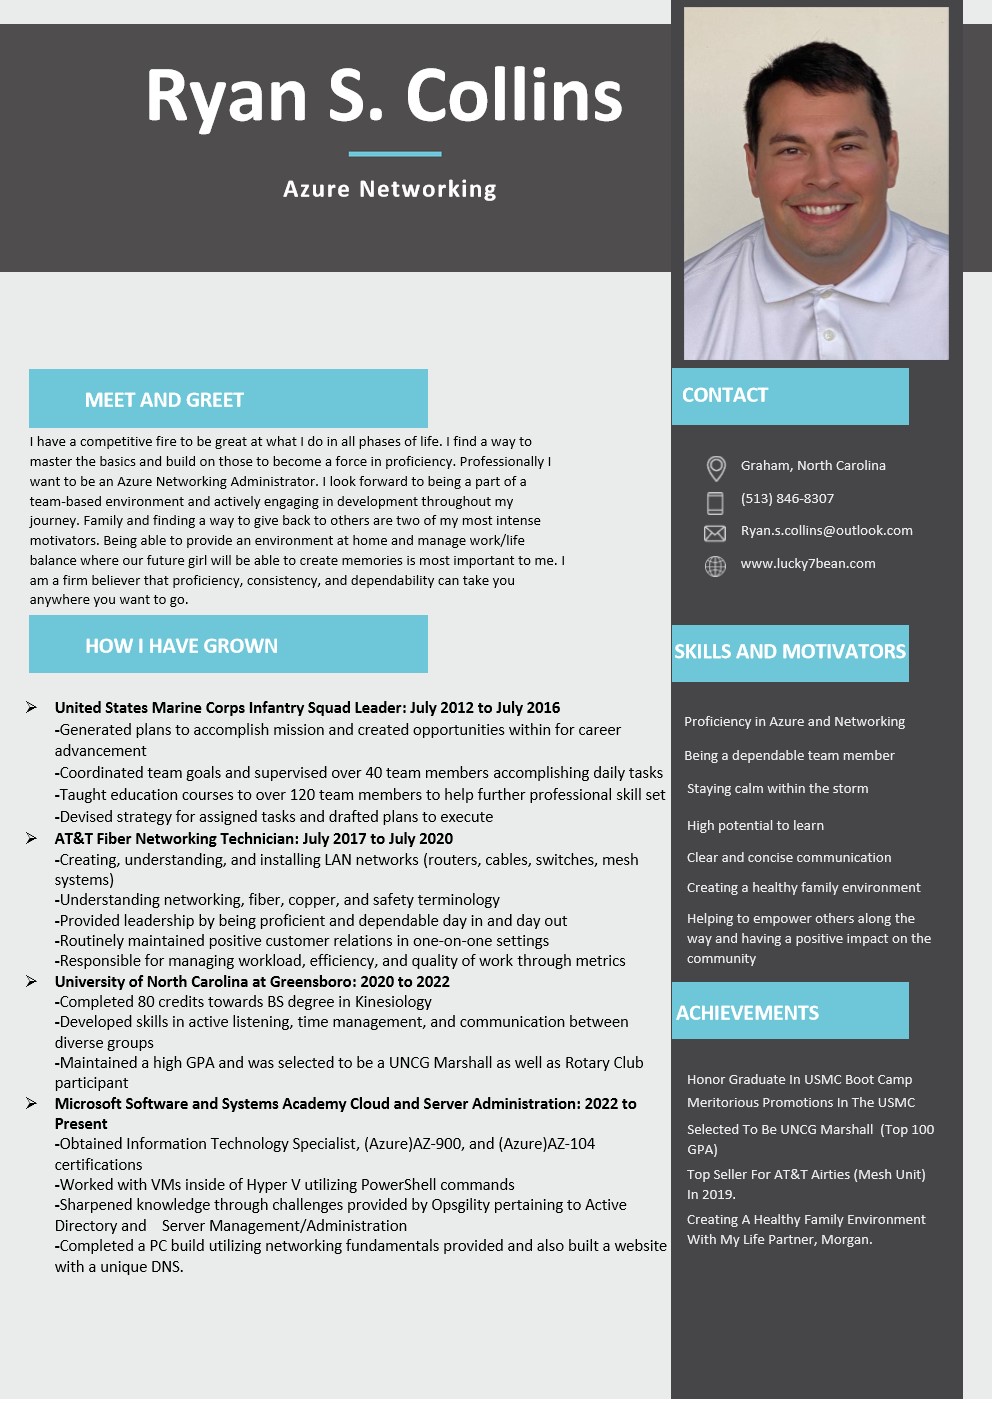 Ryan S. Collins
Azure Networking
MEET AND GREET
I have a competitive fire to be great at what I do in all phases of life. I find a way to
master the basics and build on those to become a force in proficiency. Professionally I
want to be an Azure Networking Administrator. I look forward to being a part of a
team-based environment and actively engaging in development throughout my
journey. Family and finding a way to give back to others are two of my most intense
motivators. Being able to provide an environment at home and manage work/life
balance where our future girl will be able to create memories is most important to me. I
am a firm believer that proficiency, consistency, and dependability can take you
anywhere you want to go.
HOW I HAVE GROWN
➢ United States Marine Corps Infantry Squad Leader: July 2012 to July 2016
-Generated plans to accomplish mission and created opportunities within for career
advancement
-Coordinated team goals and supervised over 40 team members accomplishing daily tasks
-Taught education courses to over 120 team members to help further professional skill set
-Devised strategy for assigned tasks and drafted plans to execute
➢ AT&T Fiber Networking Technician: July 2017 to July 2020
-Creating, understanding, and installing LAN networks (routers, cables, switches, mesh
systems)
-Understanding networking, fiber, copper, and safety terminology
-Provided leadership by being proficient and dependable day in and day out
-Routinely maintained positive customer relations in one-on-one settings
-Responsible for managing workload, efficiency, and quality of work through metrics
➢ University of North Carolina at Greensboro: 2020 to 2022
-Completed 80 credits towards BS degree in Kinesiology
-Developed skills in active listening, time management, and communication between
diverse groups
-Maintained a high GPA and was selected to be a UNCG Marshall as well as Rotary Club
participant
➢ Microsoft Software and Systems Academy Cloud and Server Administration: 2022 to
Present
-Obtained Information Technology Specialist, (Azure)AZ-900, and (Azure)AZ-104
certifications
-Worked with VMs inside of Hyper V utilizing PowerShell commands
-Sharpened knowledge through challenges provided by Opsgility pertaining to Active
Directory and    Server Management/Administration
-Completed a PC build utilizing networking fundamentals provided and also built a website
with a unique DNS.
CONTACT
Graham, North Carolina
(513) 846-8307
Ryan.s.collins@outlook.com
www.lucky7bean.com
SKILLS AND MOTIVATORS
Proficiency in Azure and Networking
Being a dependable team member
Staying calm within the storm
High potential to learn
Clear and concise communication
Creating a healthy family environment
Helping to empower others along the
way and having a positive impact on the
community
ACHIEVEMENTS
Honor Graduate In USMC Boot Camp
Meritorious Promotions In The USMC
Selected To Be UNCG Marshall  (Top 100
GPA)
Top Seller For AT&T Airties (Mesh Unit)
In 2019.
Creating A Healthy Family Environment
With My Life Partner, Morgan.